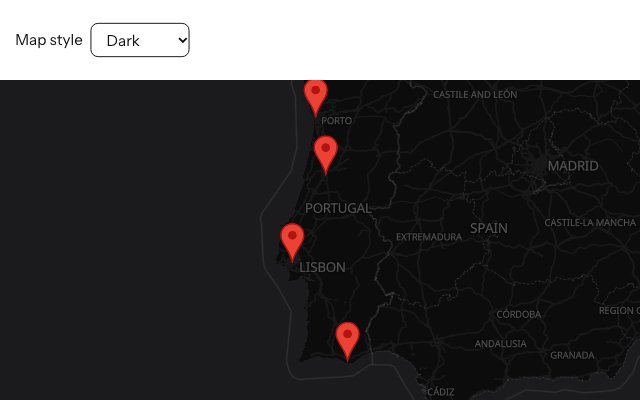 Map style Dark
CASTILE AND LEÓN
PORTO
MADRID
PORTUGAL
CASTILE-LA MANCHA
SPAIN
EXTREMADURA
LISBON
CÓRDOBA
REGION
ANDALUSIA
GRANADA
CÁDIZ